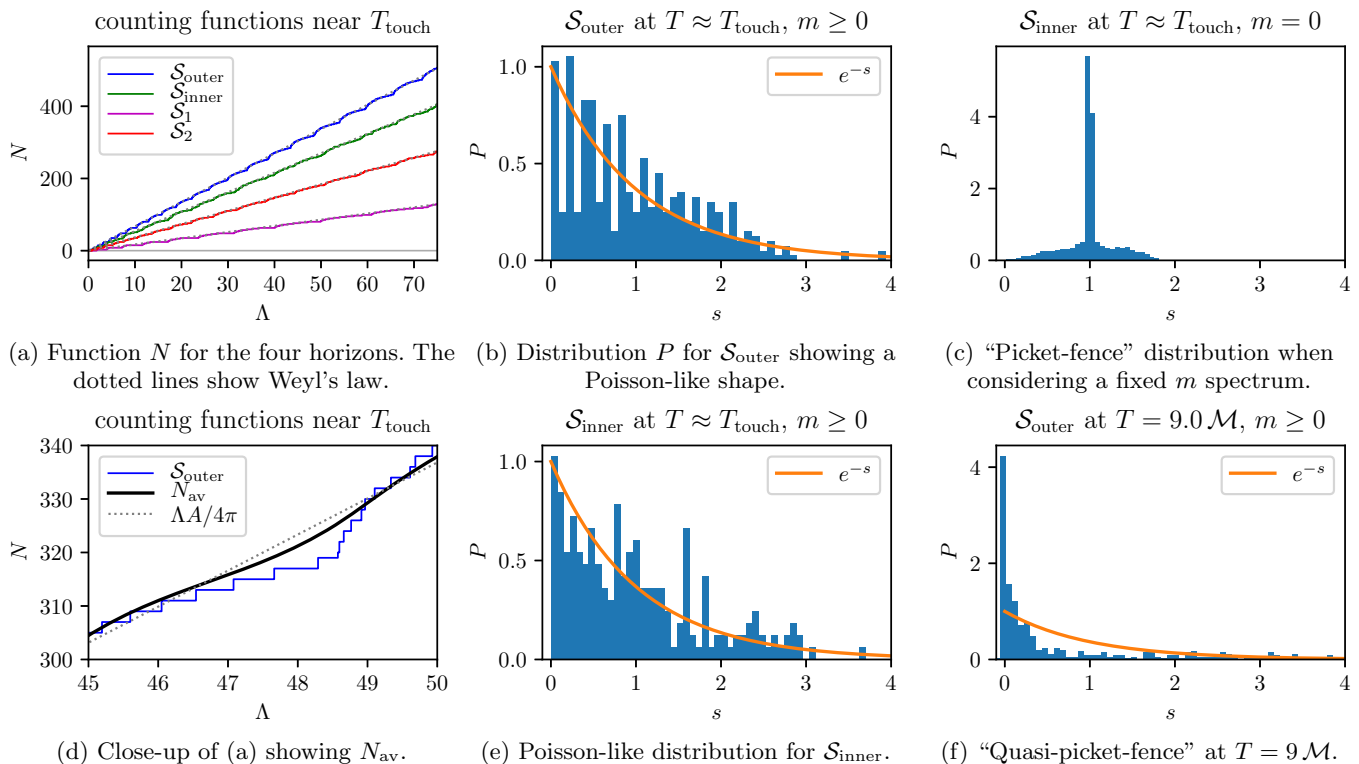 counting functions near T_touch
N
400
200
0
0 10 20 30 40 50 60 70
Λ
𝒮_outer
𝒮_inner
𝒮_1
𝒮_2
(a) Function N for the four horizons. The
dotted lines show Weyl's law.
𝒮_outer at T ≈ T_touch, m ≥ 0
P
1.0
0.5
0.0
0 1 2 3 4
s
e^{-s}
(b) Distribution P for 𝒮_outer showing a
Poisson-like shape.
𝒮_inner at T ≈ T_touch, m = 0
P
4
2
0
0 1 2 3 4
s
(c) “Picket-fence” distribution when
considering a fixed m spectrum.
counting functions near T_touch
N
340
330
320
310
300
45 46 47 48 49 50
Λ
𝒮_outer
N_av
ΛA/4π
(d) Close-up of (a) showing N_av.
𝒮_inner at T ≈ T_touch, m ≥ 0
P
1.0
0.5
0.0
0 1 2 3 4
s
e^{-s}
(e) Poisson-like distribution for 𝒮_inner.
𝒮_outer at T = 9.0 ℳ, m ≥ 0
P
4
2
0
0 1 2 3 4
s
e^{-s}
(f) “Quasi-picket-fence” at T = 9 ℳ.